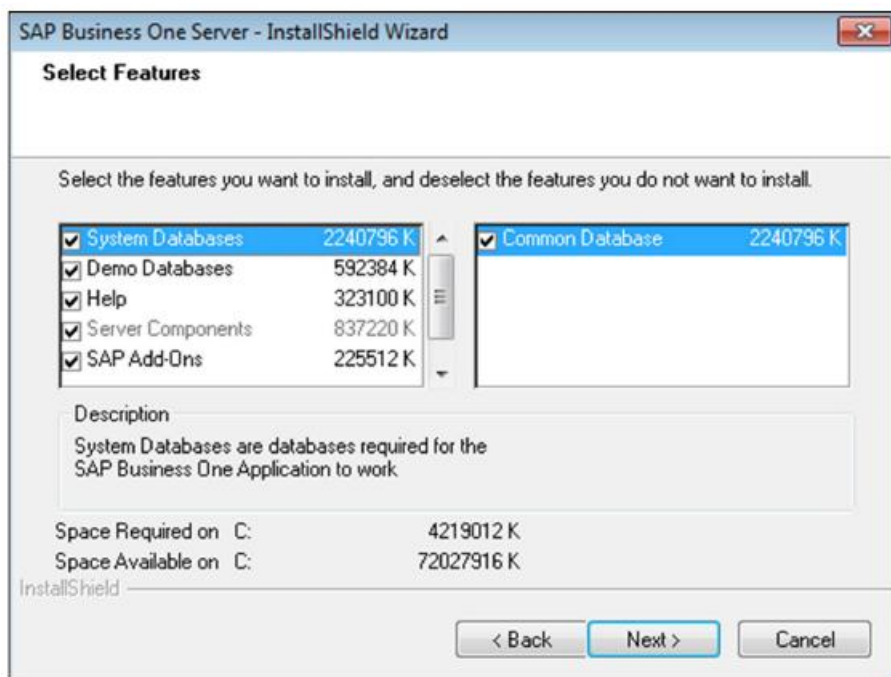 SAP Business One Server - InstallShield Wizard
Select Features
Select the features you want to install, and deselect the features you do not want to install.
System Databases 2240796 K
Demo Databases 592384 K
Help 323100 K
Server Components 837220 K
SAP Add-Ons 225512 K
Common Database 2240796 K
Description
System Databases are databases required for the
SAP Business One Application to work
Space Required on C: 4219012 K
Space Available on C: 72027916 K
InstallShield
< Back Next > Cancel